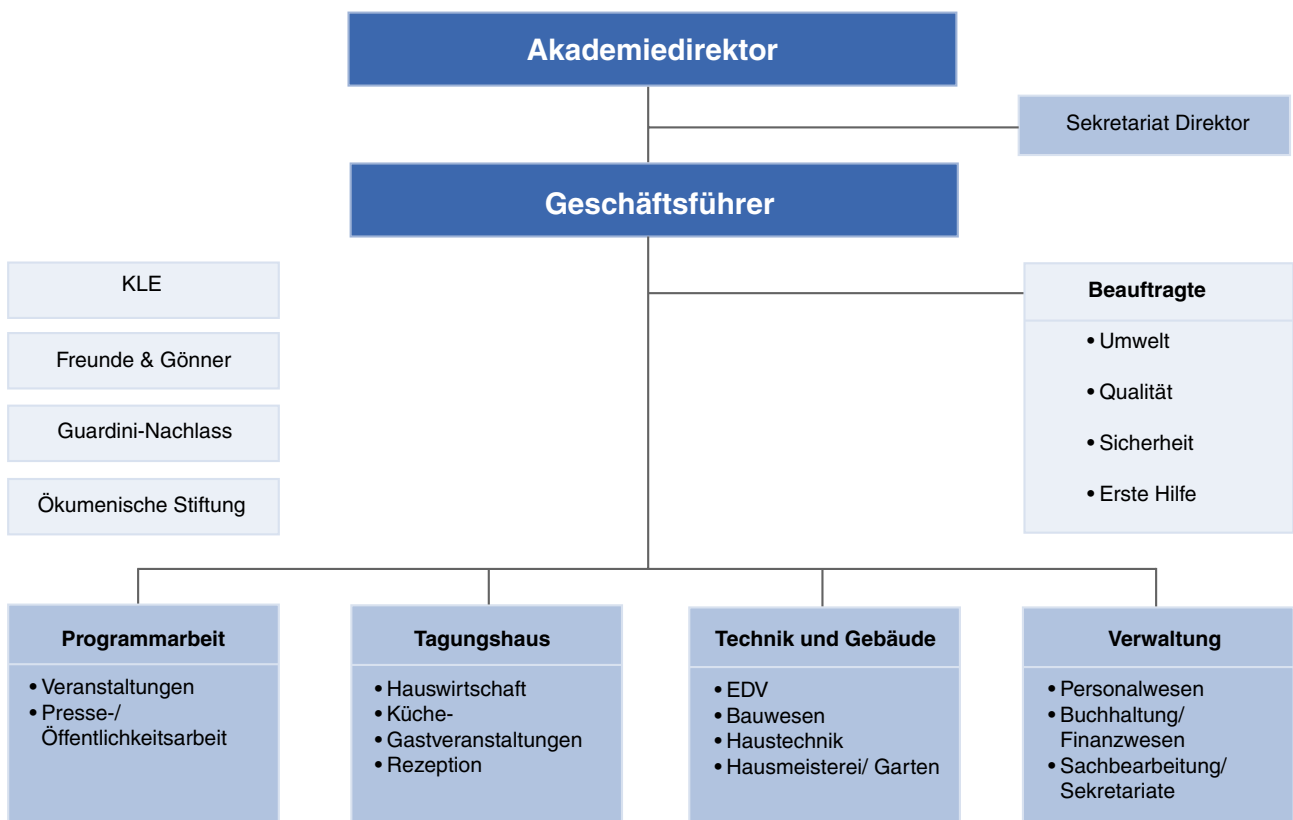 Akademiedirektor
Sekretariat Direktor
Geschäftsführer
KLE
Freunde & Gönner
Guardini-Nachlass
Ökumenische Stiftung
Beauftragte
• Umwelt
• Qualität
• Sicherheit
• Erste Hilfe
Programmarbeit
• Veranstaltungen
• Presse-/
Öffentlichkeitsarbeit
Tagungshaus
• Hauswirtschaft
• Küche-
• Gastveranstaltungen
• Rezeption
Technik und Gebäude
• EDV
• Bauwesen
• Haustechnik
• Hausmeisterei/ Garten
Verwaltung
• Personalwesen
• Buchhaltung/
Finanzwesen
• Sachbearbeitung/
Sekretariate